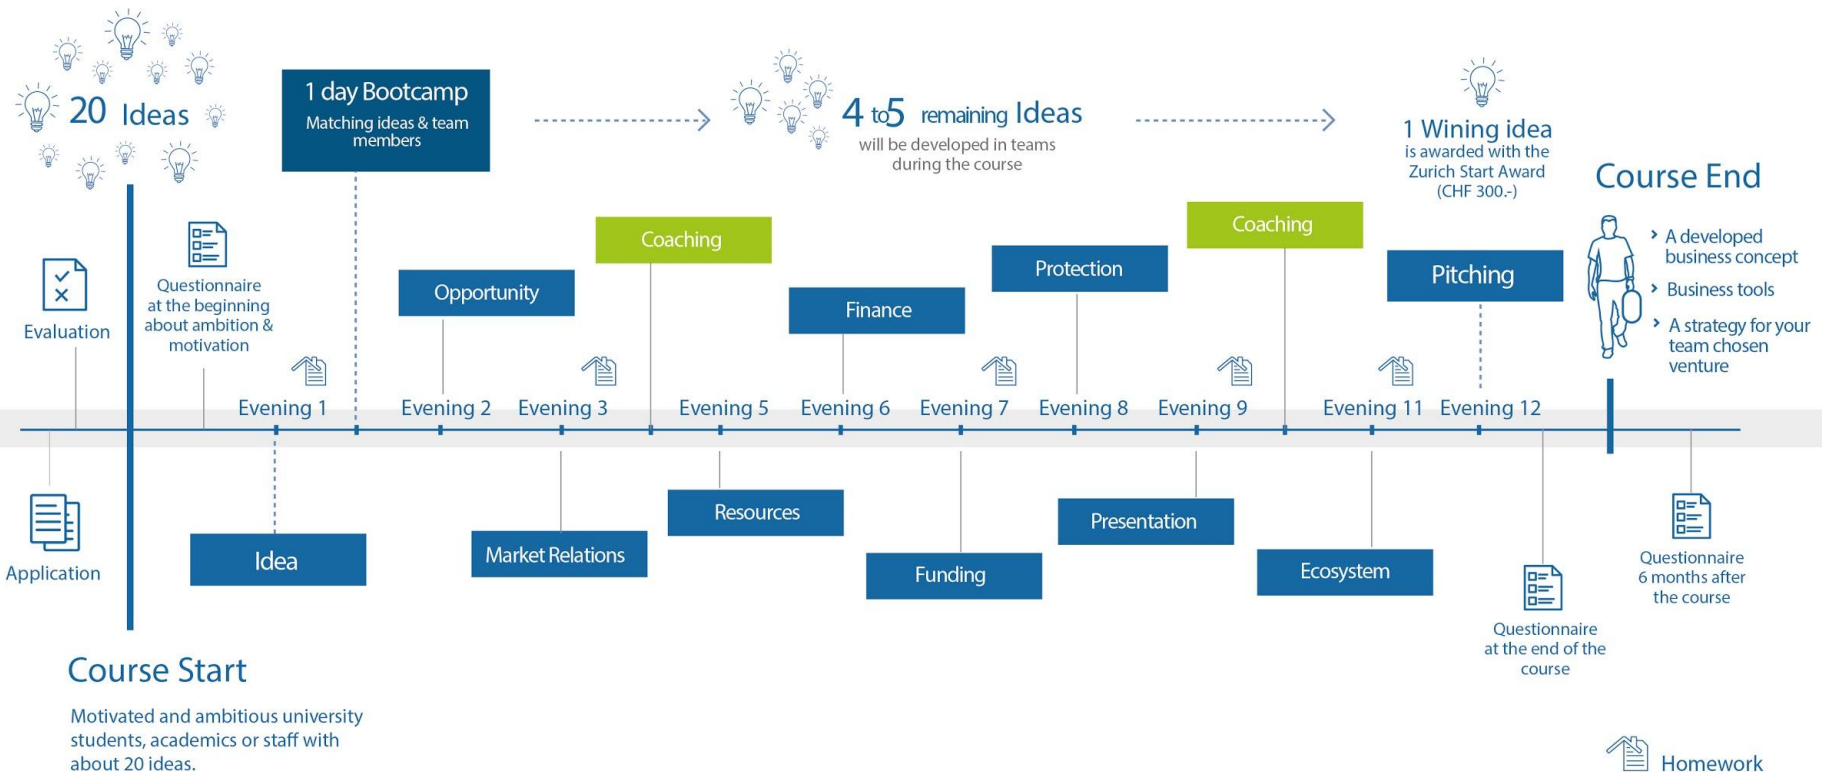 20 Ideas
1 day Bootcamp
Matching ideas & team
members
4 to5 remaining Ideas
will be developed in teams
during the course
1 Wining idea
is awarded with the
Zurich Start Award
(CHF 300.-)
Course End
A developed
business concept
Business tools
A strategy for your
team chosen
venture
Evaluation
Questionnaire
at the beginning
about ambition &
motivation
Opportunity
Coaching
Finance
Protection
Coaching
Pitching
Evening 1
Evening 2
Evening 3
Evening 5
Evening 6
Evening 7
Evening 8
Evening 9
Evening 11
Evening 12
Application
Idea
Market Relations
Resources
Funding
Presentation
Ecosystem
Questionnaire
at the end of the
course
Questionnaire
6 months after
the course
Course Start
Motivated and ambitious university
students, academics or staff with
about 20 ideas.
Homework